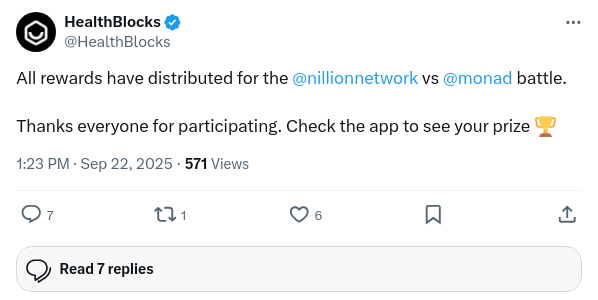 HealthBlocks
@HealthBlocks
All rewards have distributed for the @nillionnetwork vs @monad battle.
Thanks everyone for participating. Check the app to see your prize 🏆
1:23 PM · Sep 22, 2025 · 571 Views
7 1 6
Read 7 replies